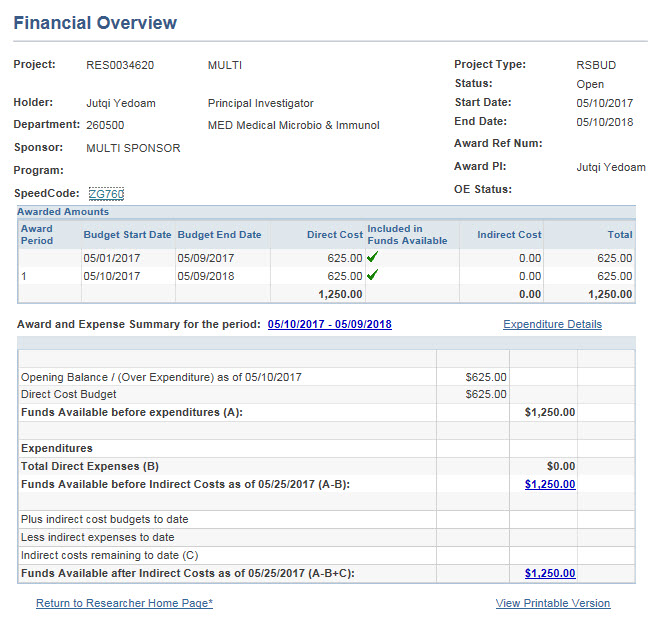 Financial Overview
Project: RES0034620 MULTI Project Type: RSBUD
Status: Open
Holder: Jutqi Yedoam Principal Investigator Start Date: 05/10/2017
Department: 260500 MED Medical Microbio & Immunol End Date: 05/10/2018
Sponsor: MULTI SPONSOR Award Ref Num:
Program: Award PI: Jutqi Yedoam
SpeedCode: ZG760 OE Status:
Awarded Amounts
Award Period Budget Start Date Budget End Date Direct Cost Included in Funds Available Indirect Cost Total
05/01/2017 05/09/2017 625.00 ✓ 0.00 625.00
1 05/10/2017 05/09/2018 625.00 ✓ 0.00 625.00
1,250.00 0.00 1,250.00
Award and Expense Summary for the period: 05/10/2017 - 05/09/2018 Expenditure Details
Opening Balance / (Over Expenditure) as of 05/10/2017 $625.00
Direct Cost Budget $625.00
Funds Available before expenditures (A): $1,250.00
Expenditures
Total Direct Expenses (B) $0.00
Funds Available before Indirect Costs as of 05/25/2017 (A-B): $1,250.00
Plus indirect cost budgets to date
Less indirect expenses to date
Indirect costs remaining to date (C)
Funds Available after Indirect Costs as of 05/25/2017 (A-B+C): $1,250.00
Return to Researcher Home Page* View Printable Version